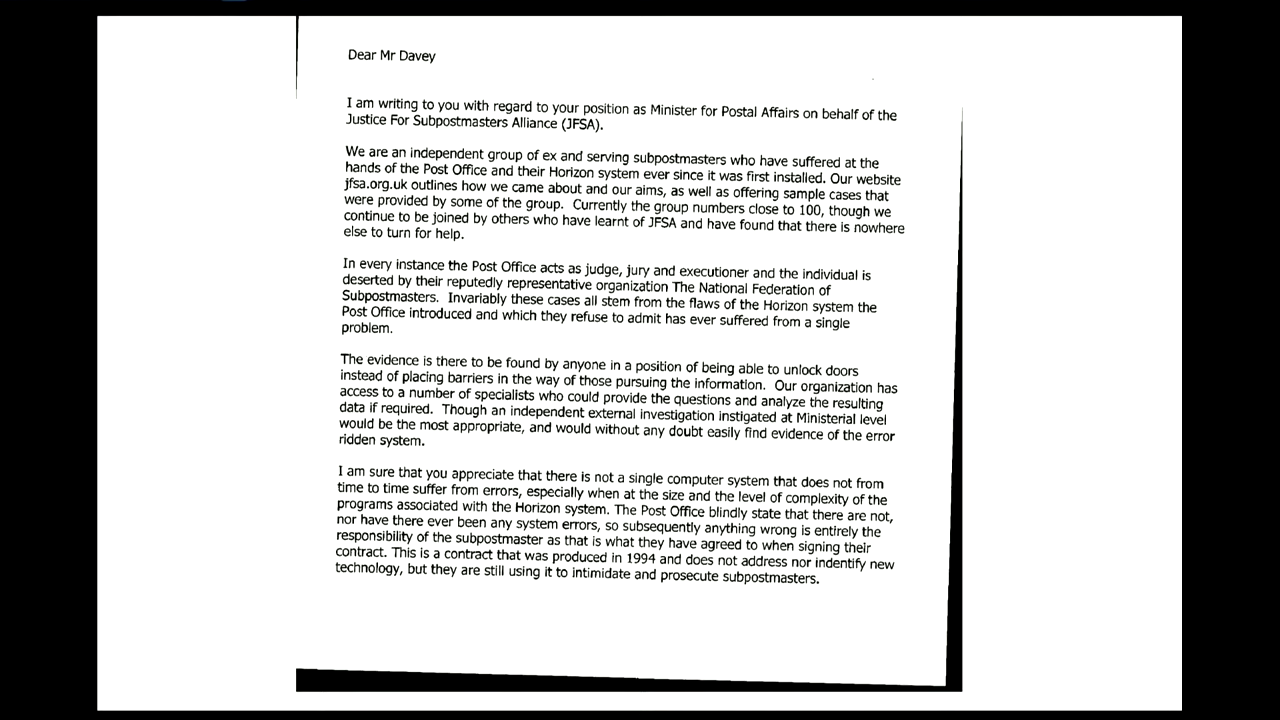 Dear Mr Davey
I am writing to you with regard to your position as Minister for Postal Affairs on behalf of the
Justice For Subpostmasters Alliance (JFSA).
We are an independent group of ex and serving subpostmasters who have suffered at the
hands of the Post Office and their Horizon system ever since it was first installed. Our website
jfsa.org.uk outlines how we came about and our aims, as well as offering sample cases that
were provided by some of the group. Currently the group numbers close to 100, though we
continue to be joined by others who have learnt of JFSA and have found that there is nowhere
else to turn for help.
In every instance the Post Office acts as judge, jury and executioner and the individual is
deserted by their reputedly representative organization The National Federation of
Subpostmasters. Invariably these cases all stem from the flaws of the Horizon system the
Post Office introduced and which they refuse to admit has ever suffered from a single
problem.
The evidence is there to be found by anyone in a position of being able to unlock doors
instead of placing barriers in the way of those pursuing the information. Our organization has
access to a number of specialists who could provide the questions and analyze the resulting
data if required. Though an independent external investigation instigated at Ministerial level
would be the most appropriate, and would without any doubt easily find evidence of the error
ridden system.
I am sure that you appreciate that there is not a single computer system that does not from
time to time suffer from errors, especially when at the size and the level of complexity of the
programs associated with the Horizon system. The Post Office blindly state that there are not,
nor have there ever been any system errors, so subsequently anything wrong is entirely the
responsibility of the subpostmaster as that is what they have agreed to when signing their
contract. This is a contract that was produced in 1994 and does not address nor indentify new
technology, but they are still using it to intimidate and prosecute subpostmasters.